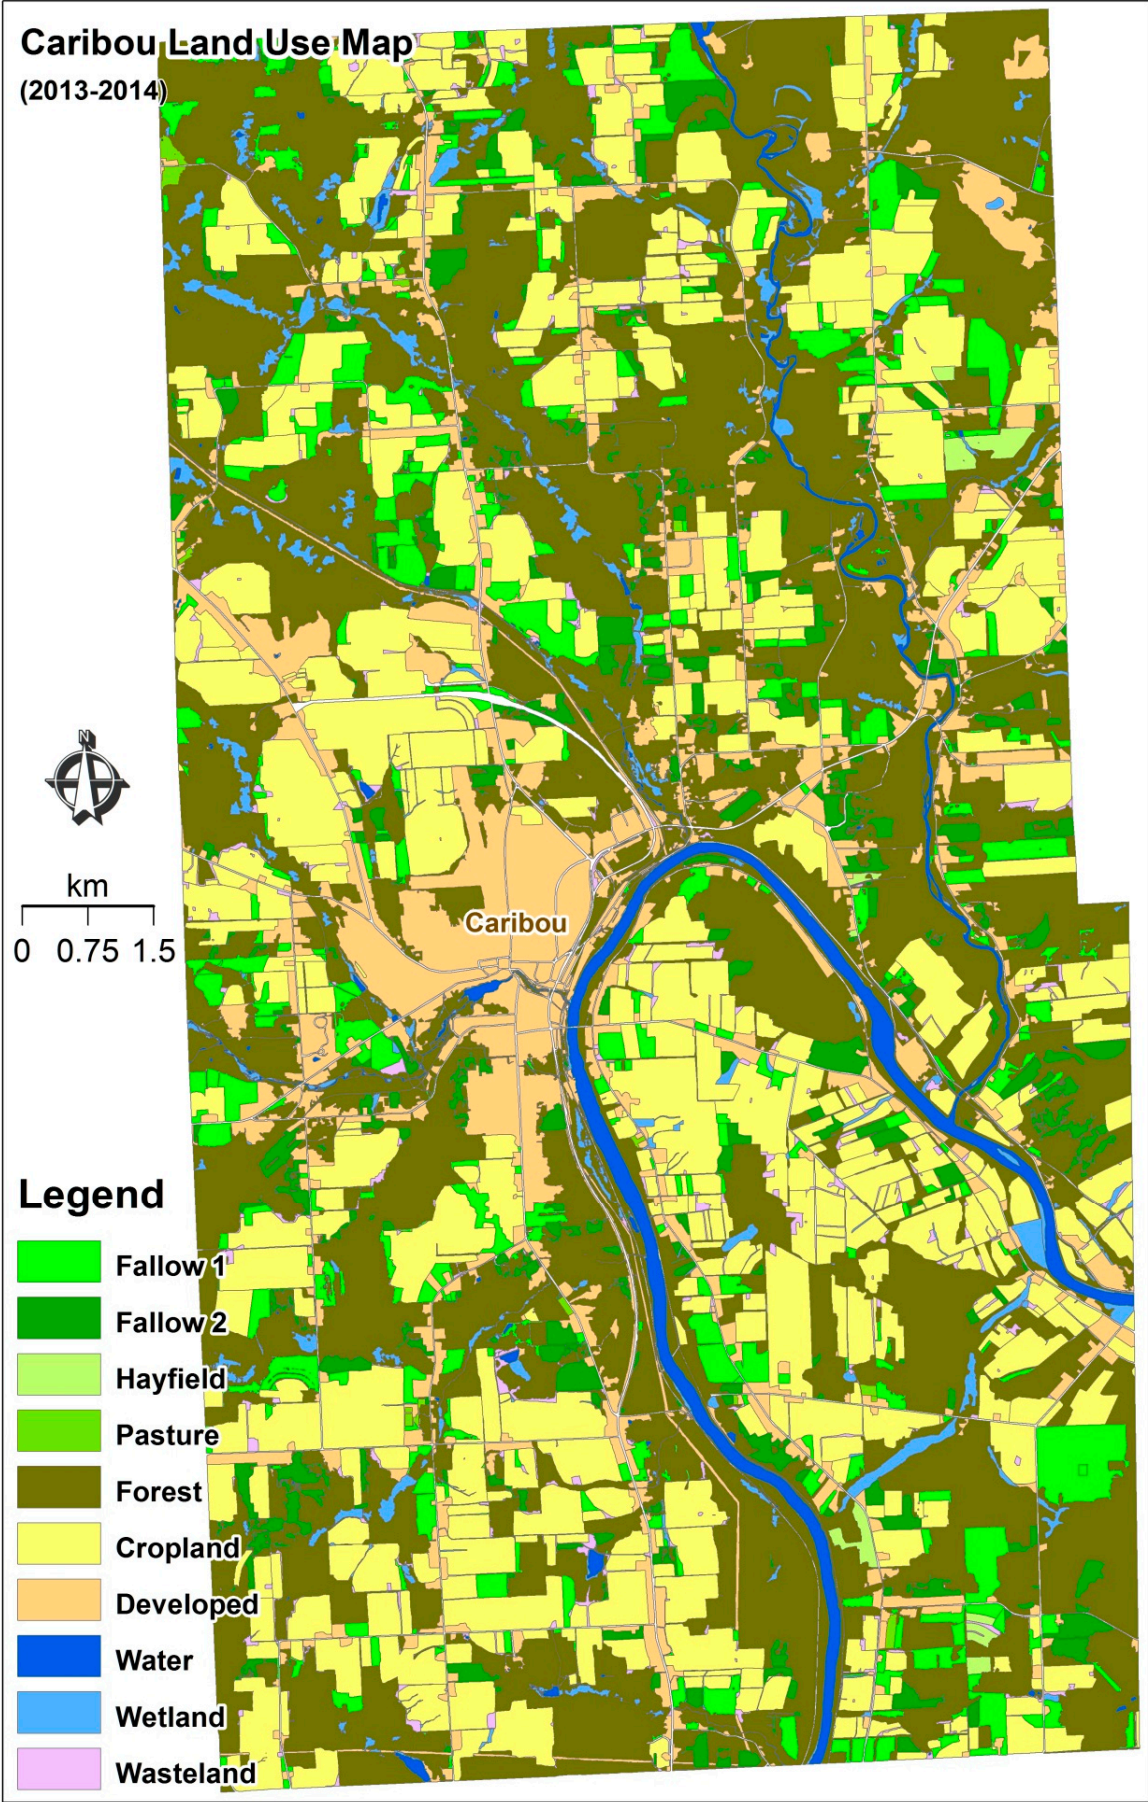 Caribou Land Use Map
(2013-2014)
N
km
0 0.75 1.5
Caribou
Legend
Fallow 1
Fallow 2
Hayfield
Pasture
Forest
Cropland
Developed
Water
Wetland
Wasteland